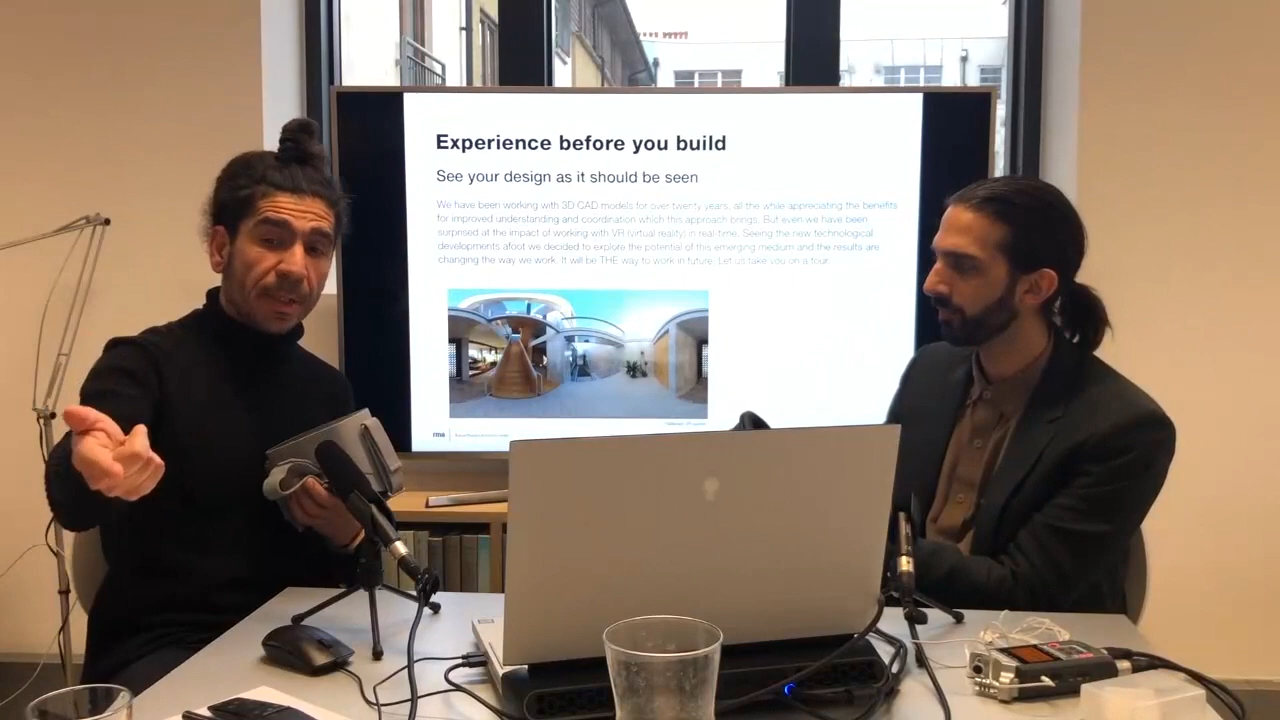 Experience before you build
See your design as it should be seen
We have been working with 3D CAD models for over twenty years, all the while appreciating the benefits
for improved understanding and coordination which this approach brings. But even we have been
surprised at the impact of working with VR (virtual reality) in real-time. Seeing the new technological
developments afoot we decided to explore the potential of this emerging medium and the results are
changing the way we work. It will be THE way to work in future. Let us take you on a tour.
rma